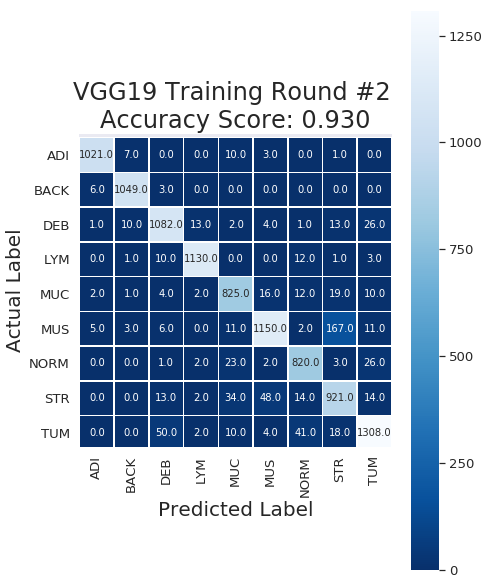 VGG19 Training Round #2
Accuracy Score: 0.930
Actual Label
ADI 1021.0 7.0 0.0 0.0 10.0 3.0 0.0 1.0 0.0
BACK 6.0 1049.0 3.0 0.0 0.0 0.0 0.0 0.0 0.0
DEB 1.0 10.0 1082.0 13.0 2.0 4.0 1.0 13.0 26.0
LYM 0.0 1.0 10.0 1130.0 0.0 0.0 12.0 1.0 3.0
MUC 2.0 1.0 4.0 2.0 825.0 16.0 12.0 19.0 10.0
MUS 5.0 3.0 6.0 0.0 11.0 1150.0 2.0 167.0 11.0
NORM 0.0 0.0 1.0 2.0 23.0 2.0 820.0 3.0 26.0
STR 0.0 0.0 13.0 2.0 34.0 48.0 14.0 921.0 14.0
TUM 0.0 0.0 50.0 2.0 10.0 4.0 41.0 18.0 1308.0
ADI BACK DEB LYM MUC MUS NORM STR TUM
Predicted Label
1250
1000
750
500
250
0